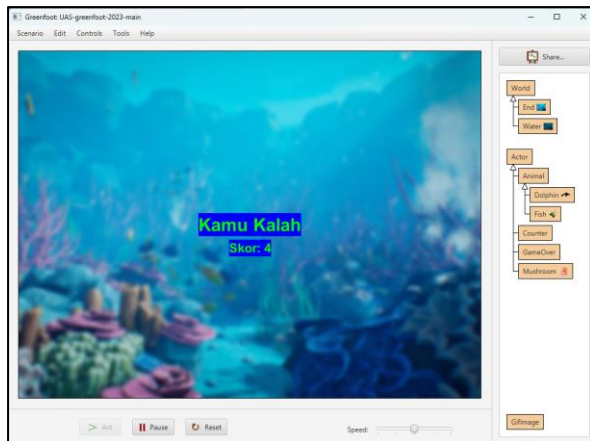 Greenfoot: UAS-greenfoot-2023-main
Scenario Edit Controls Tools Help
Share...
World
End
Water
Actor
Animal
Dolphin
Fish
Counter
GameOver
Mushroom
GifImage
Kamu Kalah
Skor: 4
Act Pause Reset Speed: